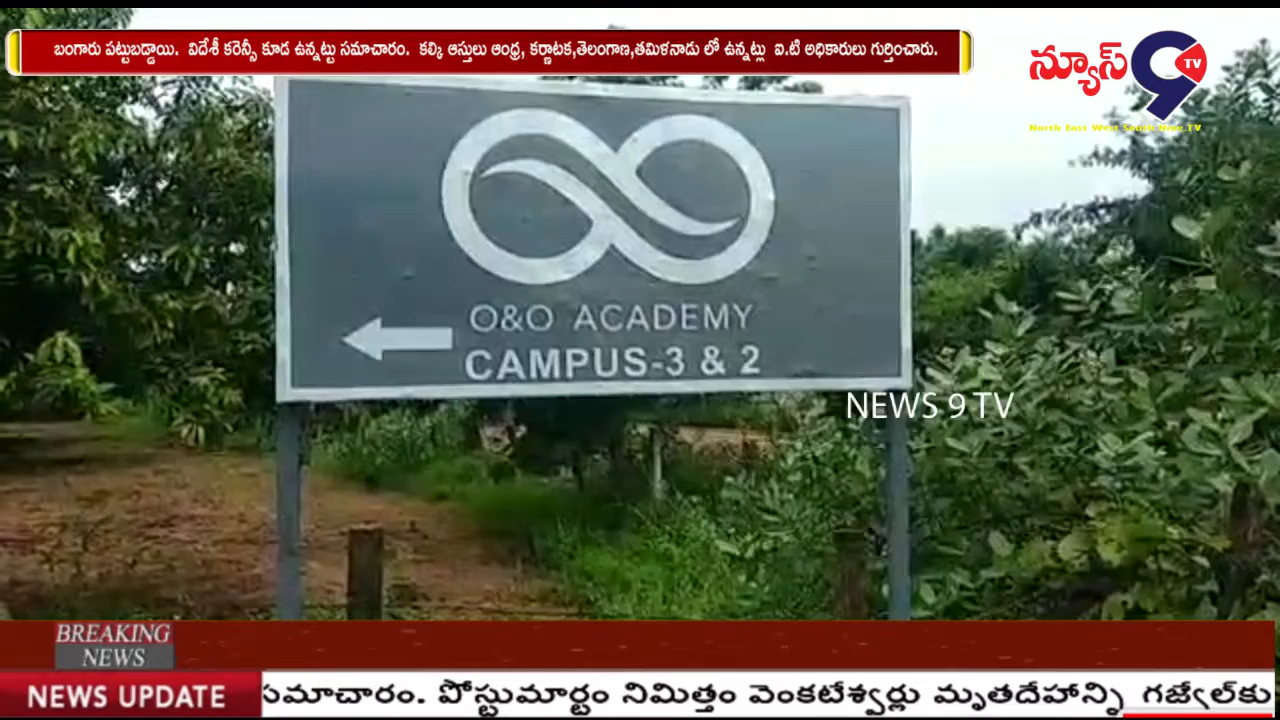 బంగారు పట్టుబడ్డాయి. విదేశీ కరెన్సీ కూడ ఉన్నట్టు సమాచారం. కల్కి ఆస్తులు ఆంధ్ర, కర్ణాటక,తెలంగాణ,తమిళనాడు లో ఉన్నట్లు ఐ.టి అధికారులు గుర్తించారు.
న్యూస్ 9 TV
O&O ACADEMY
CAMPUS-3 & 2
NEWS 9 TV
BREAKING
NEWS
NEWS UPDATE
సమాచారం. పోస్టుమార్టం నిమిత్తం వెంకటేశ్వర్లు మృతదేహాన్ని గజ్వేల్‌కు